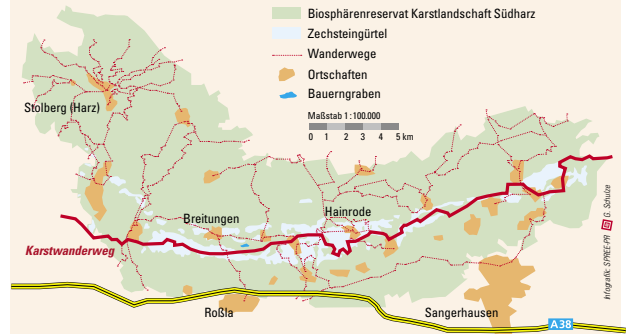 Biosphärenreservat Karstlandschaft Südharz
Zechsteingürtel
Wanderwege
Ortschaften
Bauerngraben
Maßstab 1:100.000
0 1 2 3 4 5 km
Stolberg (Harz)
Breitungen
Hainrode
Karstwanderweg
Roßla
Sangerhausen
A38
Infografik: SPREE-PR G. Schulze